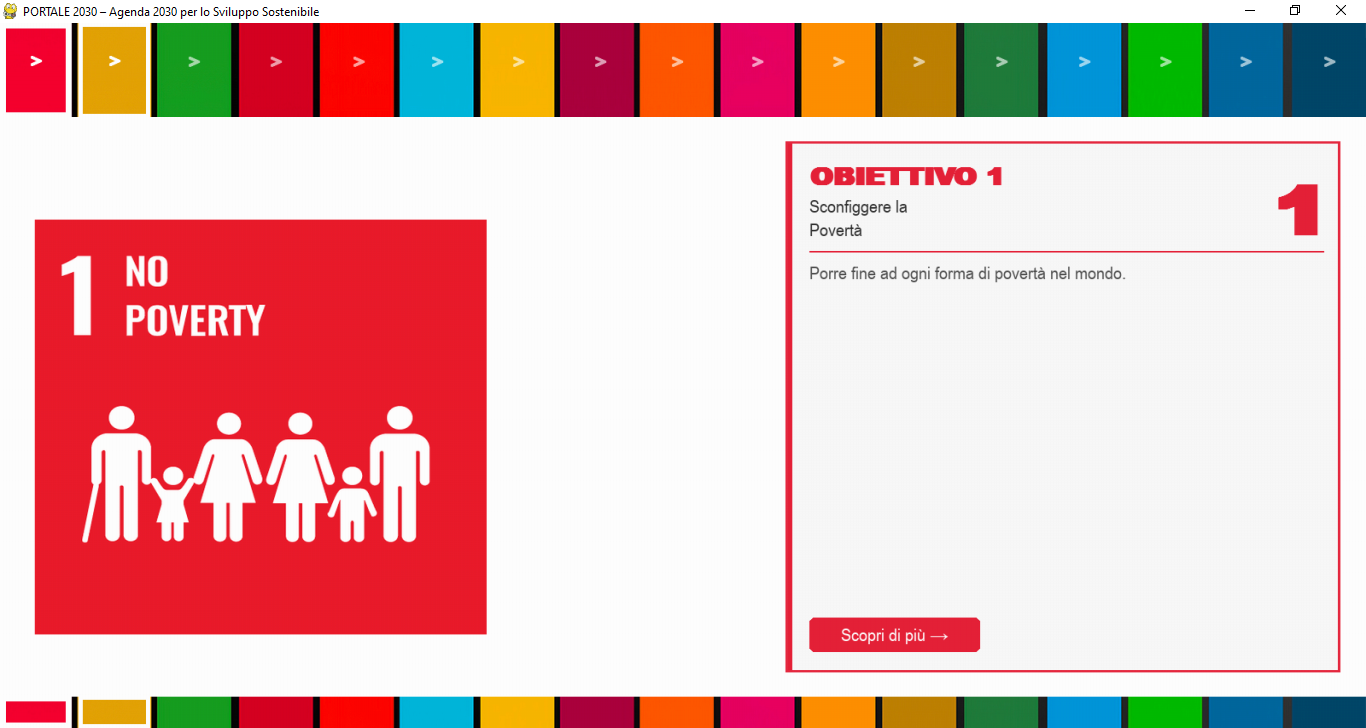 PORTALE 2030 – Agenda 2030 per lo Sviluppo Sostenibile
> > > > > > > > > > > > > > > > >
1 NO
POVERTY
OBIETTIVO 1
Sconfiggere la
Povertà
1
Porre fine ad ogni forma di povertà nel mondo.
Scopri di più →